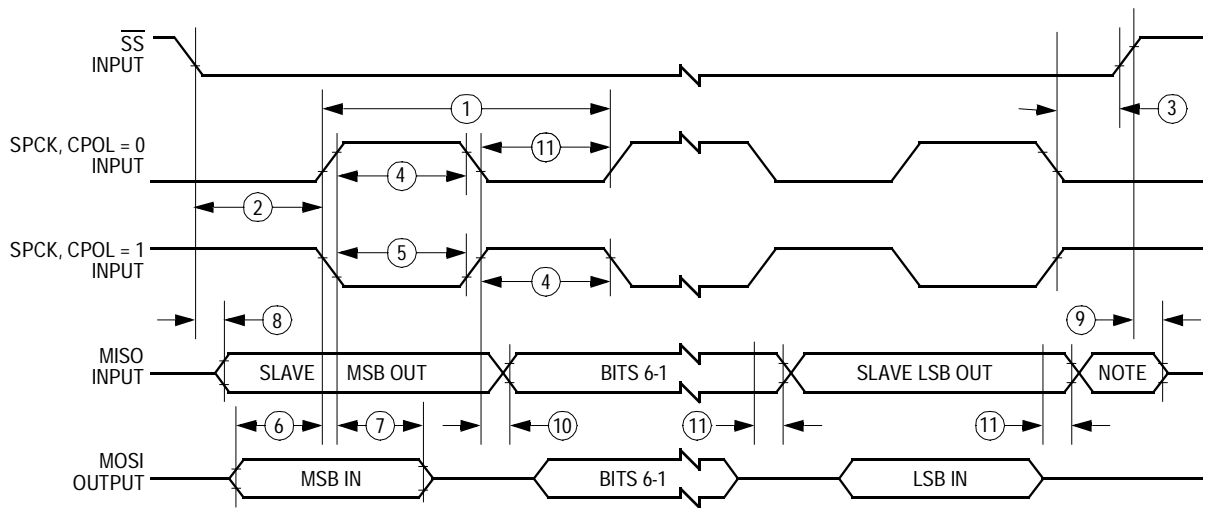 SS
INPUT
1
3
SPCK, CPOL = 0
INPUT
11
4
2
SPCK, CPOL = 1
INPUT
5
4
8
9
MISO
INPUT
SLAVE MSB OUT
BITS 6-1
SLAVE LSB OUT
NOTE
6
7
10
11
11
MOSI
OUTPUT
MSB IN
BITS 6-1
LSB IN